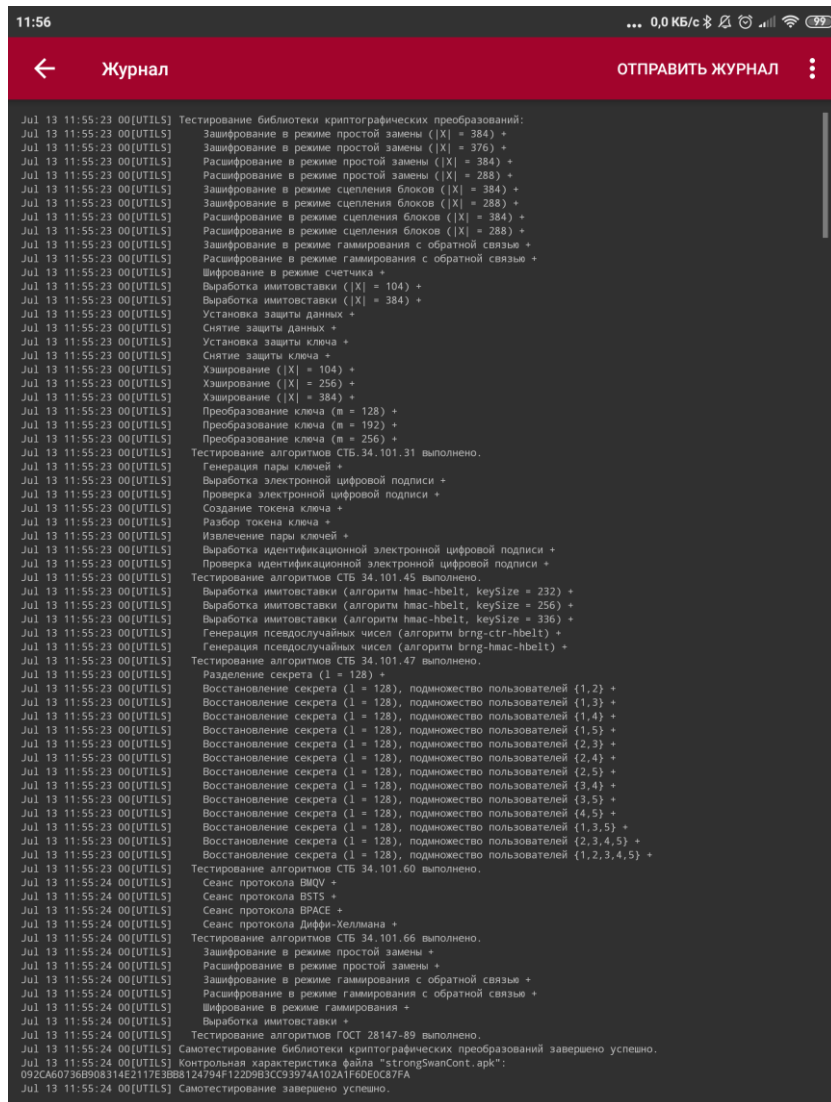 11:56
... 0,0 КБ/с 99
Журнал
ОТПРАВИТЬ ЖУРНАЛ
Jul 13 11:55:23 00[UTILS] Тестирование библиотеки криптографических преобразований:
Jul 13 11:55:23 00[UTILS] Зашифрование в режиме простой замены (|X| = 384) +
Jul 13 11:55:23 00[UTILS] Зашифрование в режиме простой замены (|X| = 376) +
Jul 13 11:55:23 00[UTILS] Расшифрование в режиме простой замены (|X| = 384) +
Jul 13 11:55:23 00[UTILS] Расшифрование в режиме простой замены (|X| = 288) +
Jul 13 11:55:23 00[UTILS] Зашифрование в режиме сцепления блоков (|X| = 384) +
Jul 13 11:55:23 00[UTILS] Зашифрование в режиме сцепления блоков (|X| = 288) +
Jul 13 11:55:23 00[UTILS] Расшифрование в режиме сцепления блоков (|X| = 384) +
Jul 13 11:55:23 00[UTILS] Расшифрование в режиме сцепления блоков (|X| = 288) +
Jul 13 11:55:23 00[UTILS] Зашифрование в режиме гаммирования с обратной связью +
Jul 13 11:55:23 00[UTILS] Расшифрование в режиме гаммирования с обратной связью +
Jul 13 11:55:23 00[UTILS] Шифрование в режиме счетчика +
Jul 13 11:55:23 00[UTILS] Выработка имитовставки (|X| = 104) +
Jul 13 11:55:23 00[UTILS] Выработка имитовставки (|X| = 384) +
Jul 13 11:55:23 00[UTILS] Установка защиты данных +
Jul 13 11:55:23 00[UTILS] Снятие защиты данных +
Jul 13 11:55:23 00[UTILS] Установка защиты ключа +
Jul 13 11:55:23 00[UTILS] Снятие защиты ключа +
Jul 13 11:55:23 00[UTILS] Хэширование (|X| = 104) +
Jul 13 11:55:23 00[UTILS] Хэширование (|X| = 256) +
Jul 13 11:55:23 00[UTILS] Хэширование (|X| = 384) +
Jul 13 11:55:23 00[UTILS] Преобразование ключа (m = 128) +
Jul 13 11:55:23 00[UTILS] Преобразование ключа (m = 192) +
Jul 13 11:55:23 00[UTILS] Преобразование ключа (m = 256) +
Jul 13 11:55:23 00[UTILS] Тестирование алгоритмов СТБ.34.101.31 выполнено.
Jul 13 11:55:23 00[UTILS] Генерация пары ключей +
Jul 13 11:55:23 00[UTILS] Выработка электронной цифровой подписи +
Jul 13 11:55:23 00[UTILS] Проверка электронной цифровой подписи +
Jul 13 11:55:23 00[UTILS] Создание токена ключа +
Jul 13 11:55:23 00[UTILS] Разбор токена ключа +
Jul 13 11:55:23 00[UTILS] Извлечение пары ключей +
Jul 13 11:55:23 00[UTILS] Выработка идентификационной электронной цифровой подписи +
Jul 13 11:55:23 00[UTILS] Проверка идентификационной электронной цифровой подписи +
Jul 13 11:55:23 00[UTILS] Тестирование алгоритмов СТБ 34.101.45 выполнено.
Jul 13 11:55:23 00[UTILS] Выработка имитовставки (алгоритм hmac-hbelt, keySize = 232) +
Jul 13 11:55:23 00[UTILS] Выработка имитовставки (алгоритм hmac-hbelt, keySize = 256) +
Jul 13 11:55:23 00[UTILS] Выработка имитовставки (алгоритм hmac-hbelt, keySize = 336) +
Jul 13 11:55:23 00[UTILS] Генерация псевдослучайных чисел (алгоритм brng-ctr-hbelt) +
Jul 13 11:55:23 00[UTILS] Генерация псевдослучайных чисел (алгоритм brng-hmac-hbelt) +
Jul 13 11:55:23 00[UTILS] Тестирование алгоритмов СТБ 34.101.47 выполнено.
Jul 13 11:55:23 00[UTILS] Разделение секрета (l = 128) +
Jul 13 11:55:23 00[UTILS] Восстановление секрета (l = 128), подмножество пользователей {1,2} +
Jul 13 11:55:23 00[UTILS] Восстановление секрета (l = 128), подмножество пользователей {1,3} +
Jul 13 11:55:23 00[UTILS] Восстановление секрета (l = 128), подмножество пользователей {1,4} +
Jul 13 11:55:23 00[UTILS] Восстановление секрета (l = 128), подмножество пользователей {1,5} +
Jul 13 11:55:23 00[UTILS] Восстановление секрета (l = 128), подмножество пользователей {2,3} +
Jul 13 11:55:23 00[UTILS] Восстановление секрета (l = 128), подмножество пользователей {2,4} +
Jul 13 11:55:23 00[UTILS] Восстановление секрета (l = 128), подмножество пользователей {2,5} +
Jul 13 11:55:23 00[UTILS] Восстановление секрета (l = 128), подмножество пользователей {3,4} +
Jul 13 11:55:23 00[UTILS] Восстановление секрета (l = 128), подмножество пользователей {3,5} +
Jul 13 11:55:23 00[UTILS] Восстановление секрета (l = 128), подмножество пользователей {4,5} +
Jul 13 11:55:23 00[UTILS] Восстановление секрета (l = 128), подмножество пользователей {1,3,5} +
Jul 13 11:55:23 00[UTILS] Восстановление секрета (l = 128), подмножество пользователей {2,3,4,5} +
Jul 13 11:55:23 00[UTILS] Восстановление секрета (l = 128), подмножество пользователей {1,2,3,4,5} +
Jul 13 11:55:23 00[UTILS] Тестирование алгоритмов СТБ 34.101.60 выполнено.
Jul 13 11:55:24 00[UTILS] Сеанс протокола BMQV +
Jul 13 11:55:24 00[UTILS] Сеанс протокола BSTS +
Jul 13 11:55:24 00[UTILS] Сеанс протокола BPACE +
Jul 13 11:55:24 00[UTILS] Сеанс протокола Диффи-Хеллмана +
Jul 13 11:55:24 00[UTILS] Тестирование алгоритмов СТБ 34.101.66 выполнено.
Jul 13 11:55:24 00[UTILS] Зашифрование в режиме простой замены +
Jul 13 11:55:24 00[UTILS] Расшифрование в режиме простой замены +
Jul 13 11:55:24 00[UTILS] Зашифрование в режиме гаммирования с обратной связью +
Jul 13 11:55:24 00[UTILS] Расшифрование в режиме гаммирования с обратной связью +
Jul 13 11:55:24 00[UTILS] Шифрование в режиме гаммирования +
Jul 13 11:55:24 00[UTILS] Выработка имитовставки +
Jul 13 11:55:24 00[UTILS] Тестирование алгоритмов ГОСТ 28147-89 выполнено.
Jul 13 11:55:24 00[UTILS] Самотестирование библиотеки криптографических преобразований завершено успешно.
Jul 13 11:55:24 00[UTILS] Контрольная характеристика файла "strongSwanCont.apk":
092CA60736B908314E2117E3BB8124794F122D9B3CC93974A102A1F6DE0C87FA
Jul 13 11:55:24 00[UTILS] Самотестирование завершено успешно.